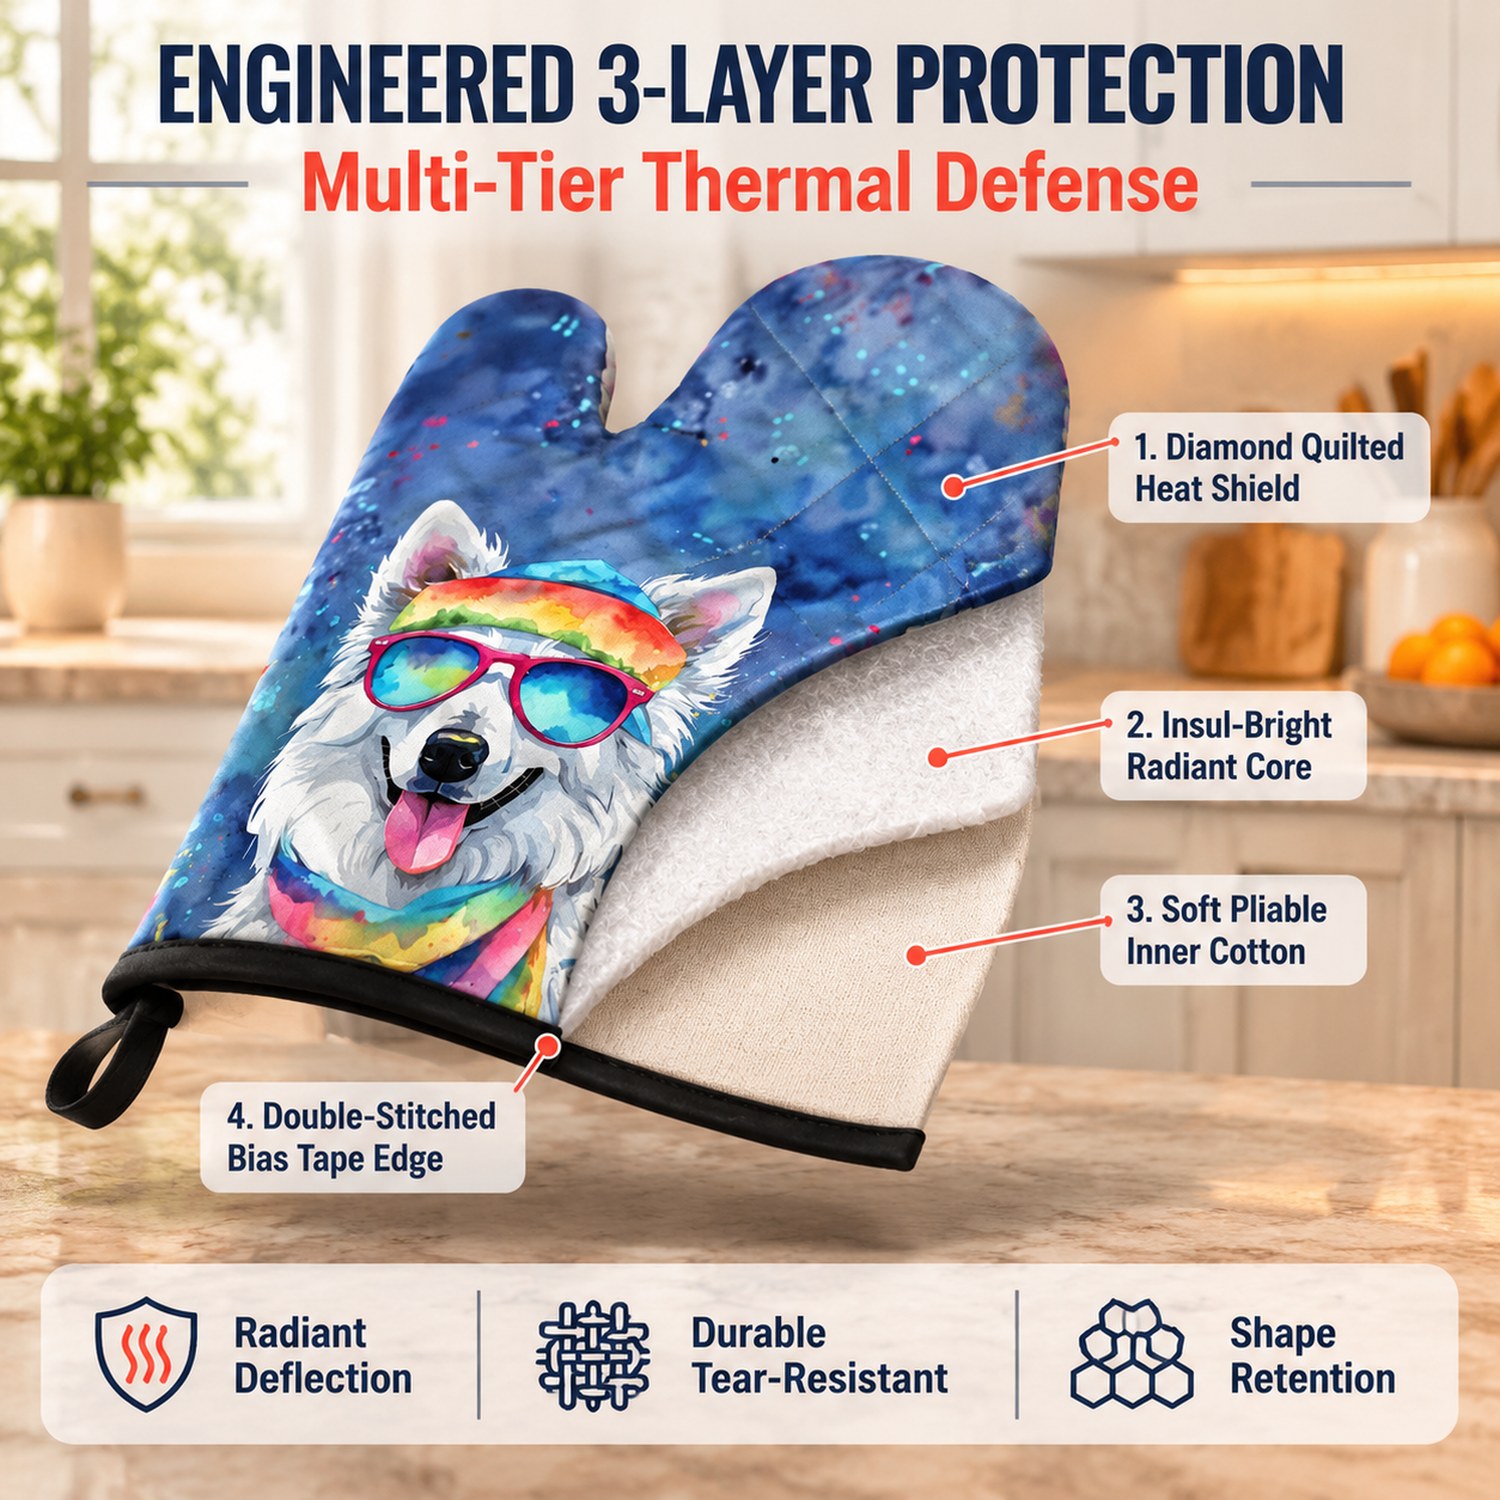 ENGINEERED 3-LAYER PROTECTION
Multi-Tier Thermal Defense
1. Diamond Quilted
Heat Shield
2. Insul-Bright
Radiant Core
3. Soft Pliable
Inner Cotton
4. Double-Stitched
Bias Tape Edge
Radiant
Deflection
Durable
Tear-Resistant
Shape
Retention